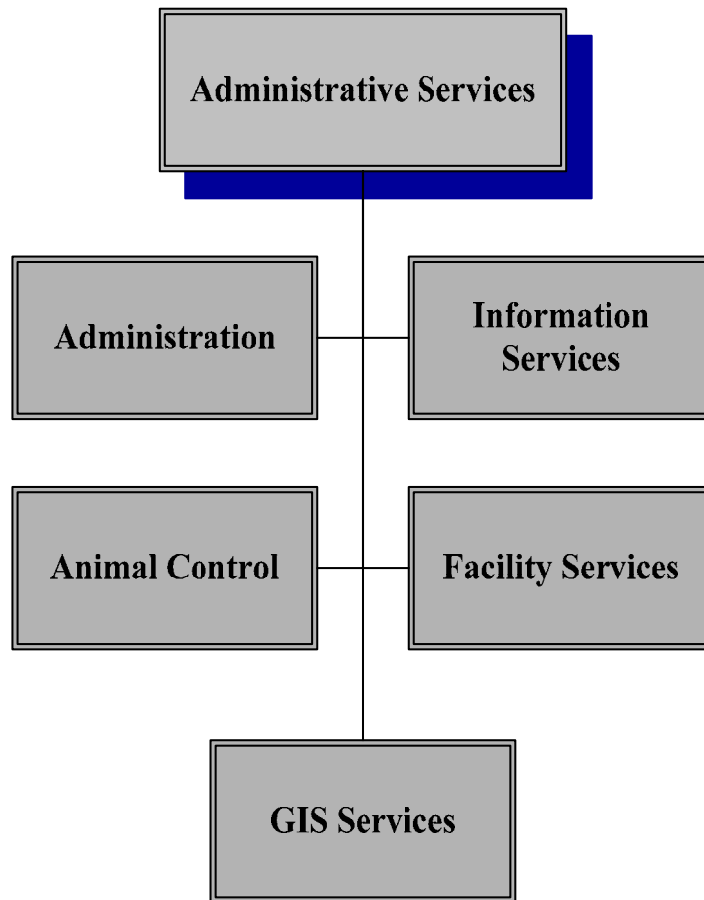 Administrative Services
Administration
Information
Services
Animal Control
Facility Services
GIS Services